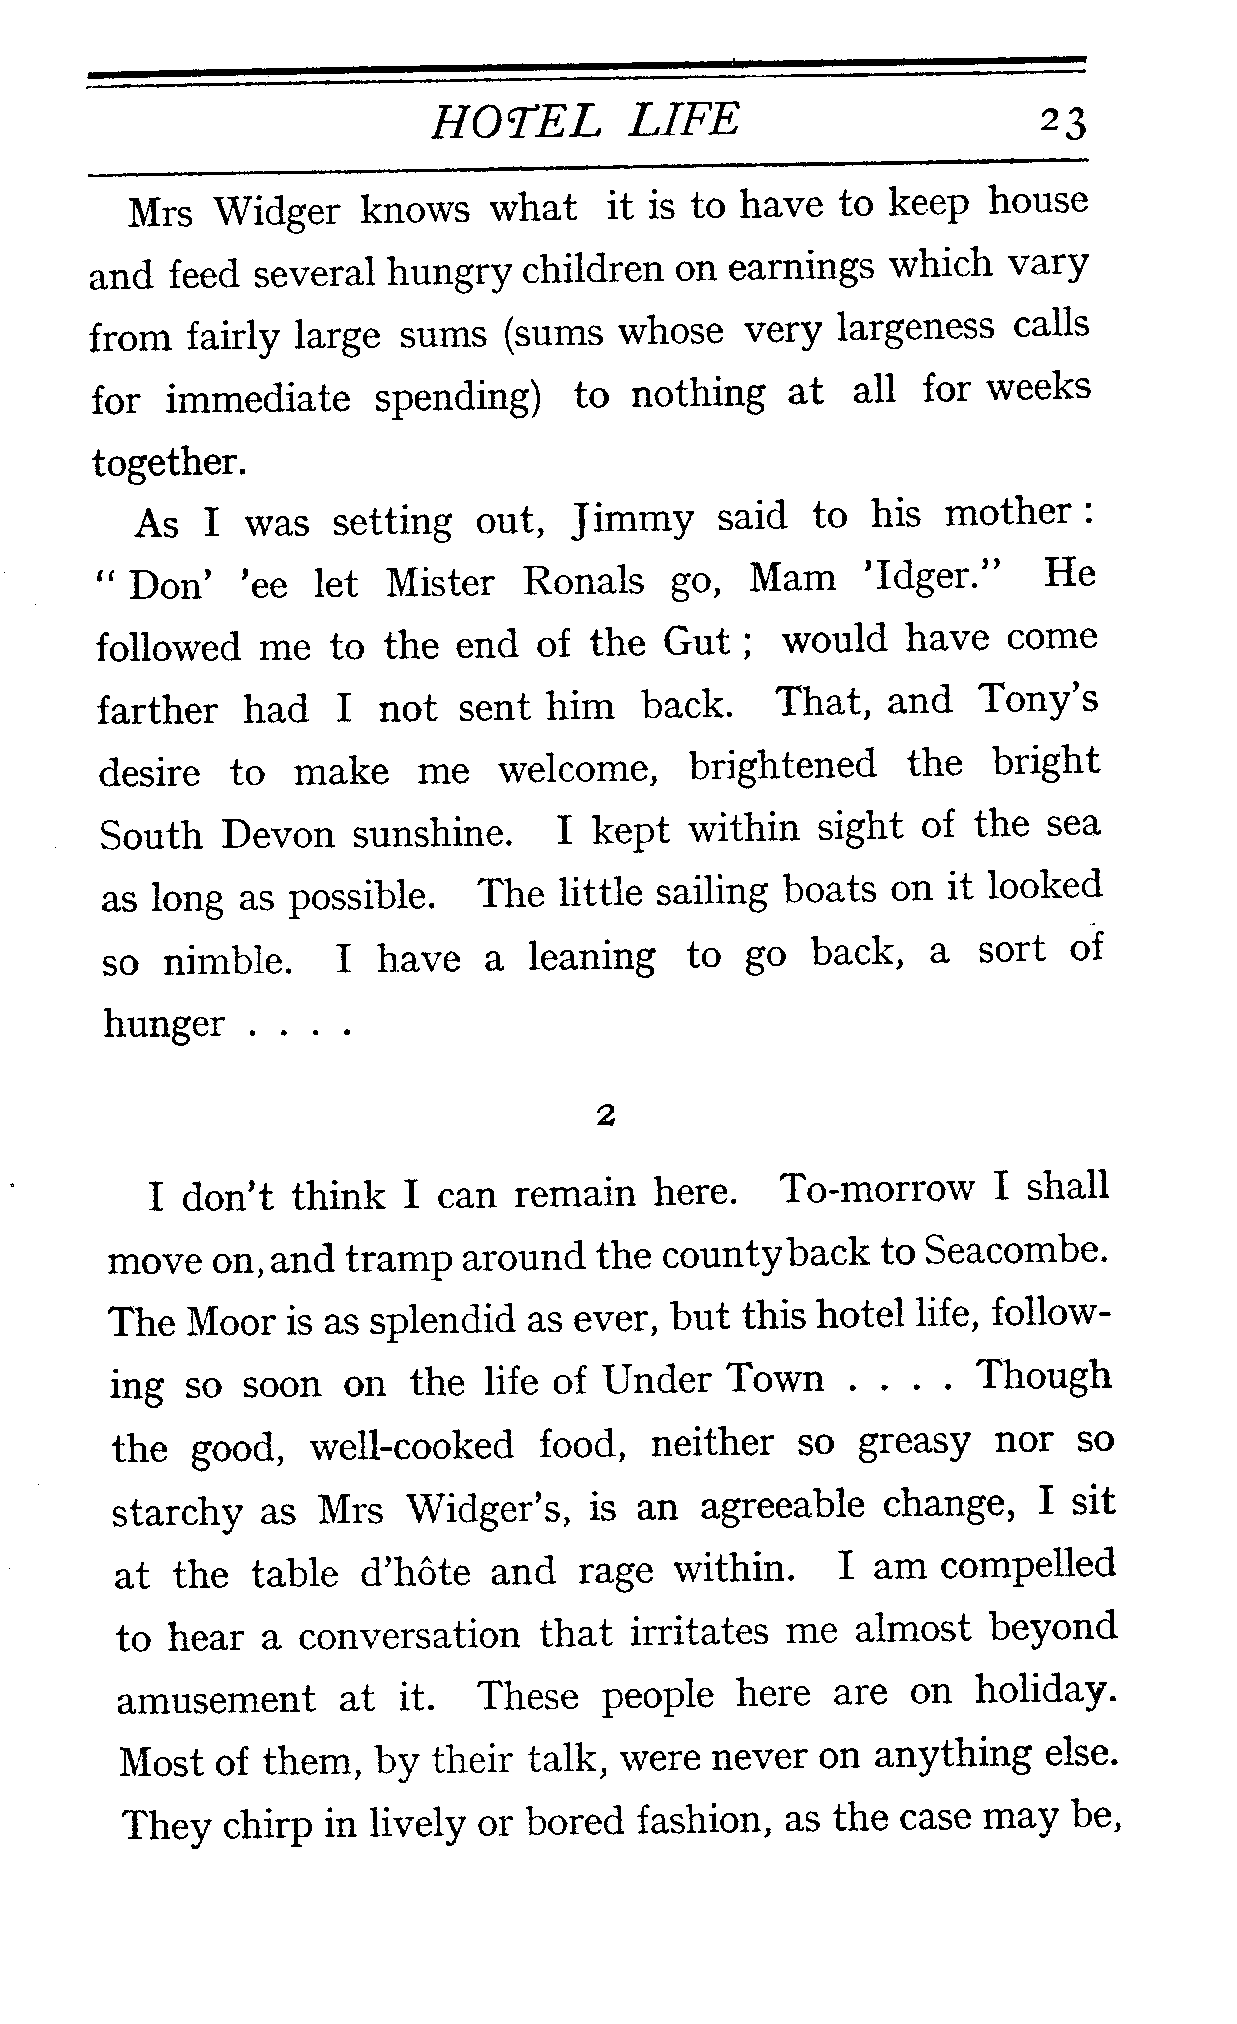 HOTEL LIFE 23
Mrs Widger knows what it is to have to keep house
and feed several hungry children on earnings which vary
from fairly large sums (sums whose very largeness calls
for immediate spending) to nothing at all for weeks
together.
As I was setting out, Jimmy said to his mother :
" Don' 'ee let Mister Ronals go, Mam 'Idger." He
followed me to the end of the Gut ; would have come
farther had I not sent him back. That, and Tony's
desire to make me welcome, brightened the bright
South Devon sunshine. I kept within sight of the sea
as long as possible. The little sailing boats on it looked
so nimble. I have a leaning to go back, a sort of
hunger . . . .
2
I don't think I can remain here. To-morrow I shall
move on, and tramp around the county back to Seacombe.
The Moor is as splendid as ever, but this hotel life, follow-
ing so soon on the life of Under Town . . . . Though
the good, well-cooked food, neither so greasy nor so
starchy as Mrs Widger's, is an agreeable change, I sit
at the table d'hôte and rage within. I am compelled
to hear a conversation that irritates me almost beyond
amusement at it. These people here are on holiday.
Most of them, by their talk, were never on anything else.
They chirp in lively or bored fashion, as the case may be,